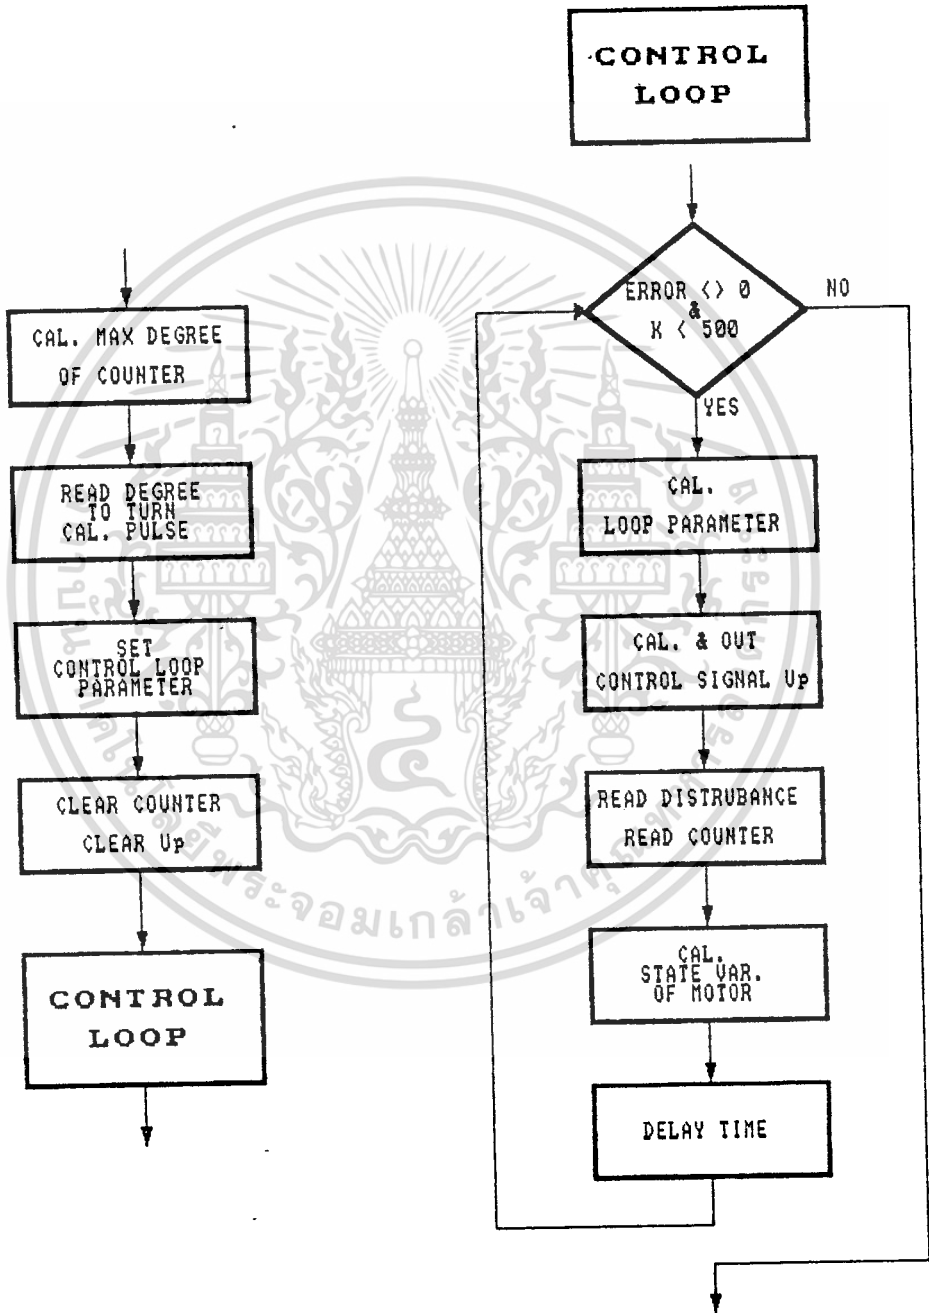 CAL. MAX DEGREE
OF COUNTER
READ DEGREE
TO TURN
CAL. PULSE
SET
CONTROL LOOP
PARAMETER
CLEAR COUNTER
CLEAR Up
CONTROL
LOOP
CONTROL
LOOP
ERROR <> 0
&
K < 500
NO
YES
CAL.
LOOP PARAMETER
CAL. & OUT
CONTROL SIGNAL Up
READ DISTRUBANCE
READ COUNTER
CAL.
STATE VAR.
OF MOTOR
DELAY TIME